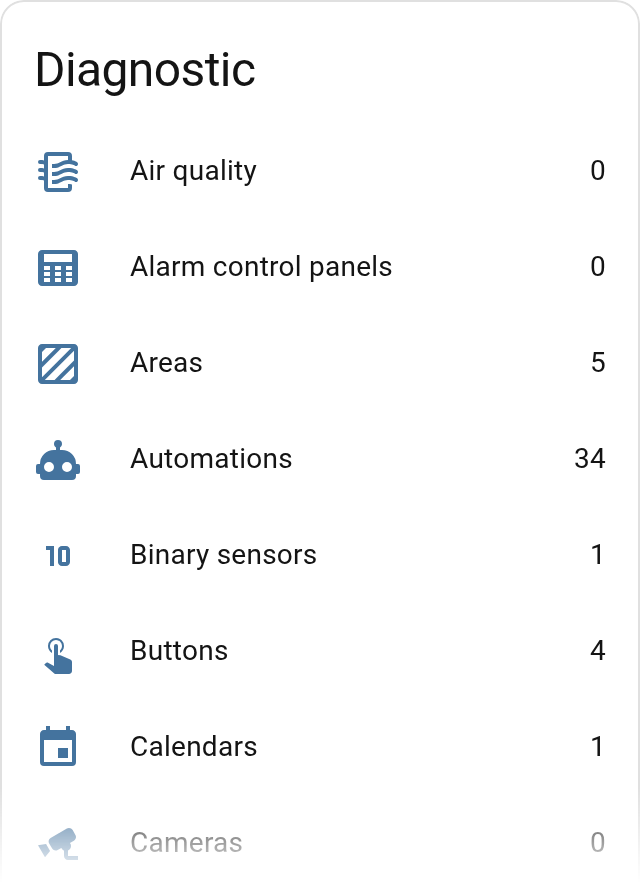 Diagnostic
Air quality 0
Alarm control panels 0
Areas 5
Automations 34
10 Binary sensors 1
Buttons 4
Calendars 1
Cameras 0